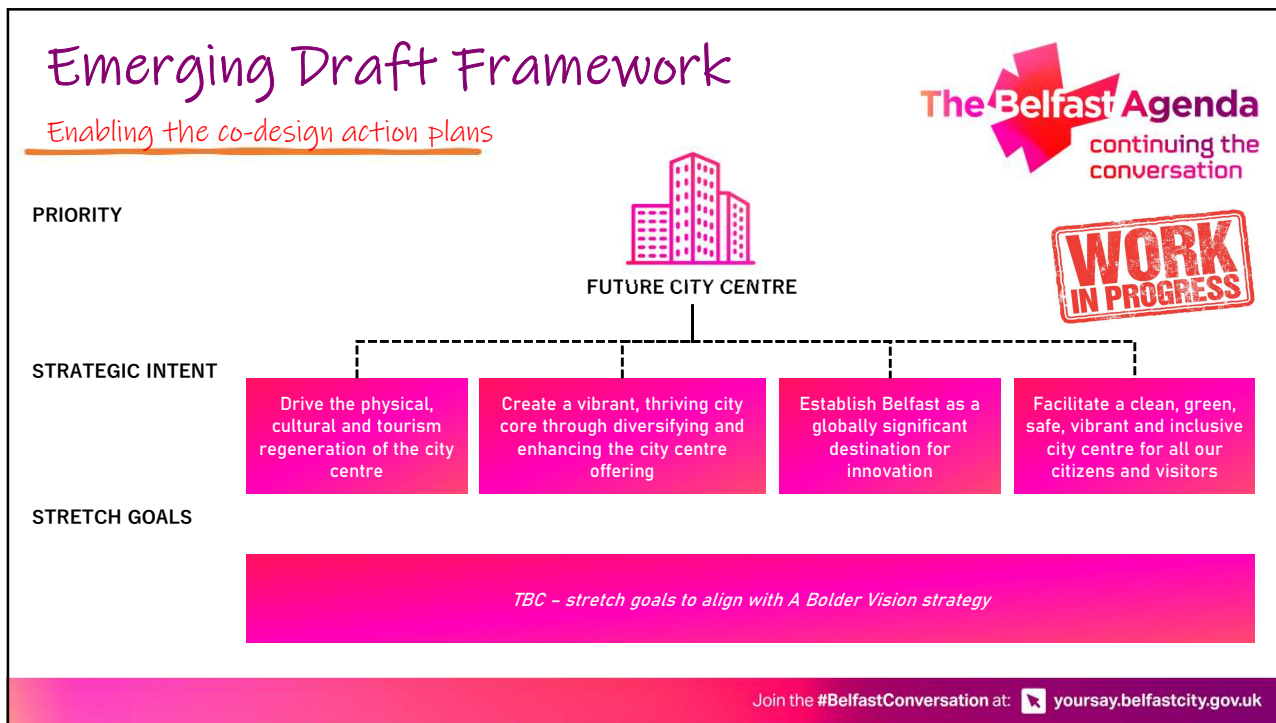 Emerging Draft Framework
Enabling the co-design action plans
The Belfast Agenda
continuing the
conversation
PRIORITY
WORK
IN PROGRESS
FUTURE CITY CENTRE
STRATEGIC INTENT
Drive the physical,
cultural and tourism
regeneration of the city
centre
Create a vibrant, thriving city
core through diversifying and
enhancing the city centre
offering
Establish Belfast as a
globally significant
destination for
innovation
Facilitate a clean, green,
safe, vibrant and inclusive
city centre for all our
citizens and visitors
STRETCH GOALS
TBC – stretch goals to align with A Bolder Vision strategy
Join the #BelfastConversation at: yoursay.belfastcity.gov.uk